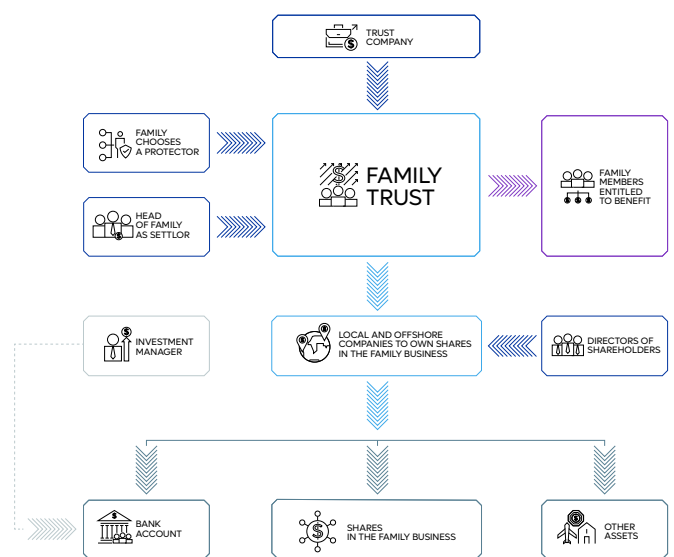 TRUST
COMPANY
FAMILY
CHOOSES
A PROTECTOR
HEAD
OF FAMILY
AS SETTLOR
FAMILY
TRUST
FAMILY
MEMBERS
ENTITLED
TO BENEFIT
INVESTMENT
MANAGER
LOCAL AND OFFSHORE
COMPANIES TO OWN SHARES
IN THE FAMILY BUSINESS
DIRECTORS OF
SHAREHOLDERS
BANK
ACCOUNT
SHARES
IN THE FAMILY BUSINESS
OTHER
ASSETS